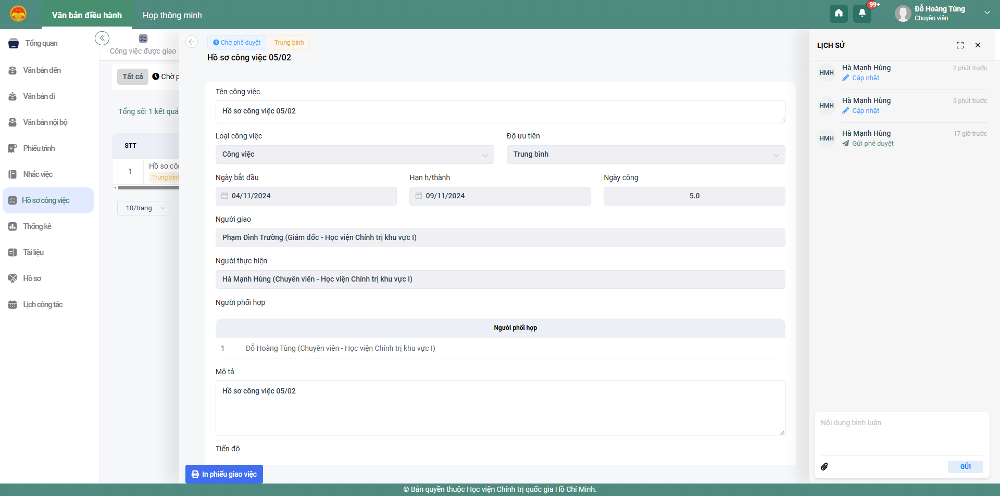 Văn bản điều hành
Họp thông minh
99+
Đỗ Hoàng Tùng
Chuyên viên
Tổng quan
Văn bản đến
Văn bản đi
Văn bản nội bộ
Phiếu trình
Nhắc việc
Hồ sơ công việc
Thống kê
Tài liệu
Hồ sơ
Lịch công tác
Công việc được giao
Tất cả
Chờ p
Tổng số: 1 kết quả
STT
1
Hồ sơ côn
Trung bình
10/trang
Chờ phê duyệt
Trung bình
Hồ sơ công việc 05/02
Tên công việc
Hồ sơ công việc 05/02
Loại công việc
Độ ưu tiên
Công việc
Trung bình
Ngày bắt đầu
Hạn h/thành
Ngày công
04/11/2024
09/11/2024
5.0
Người giao
Phạm Đình Trường (Giám đốc - Học viện Chính trị khu vực I)
Người thực hiện
Hà Mạnh Hùng (Chuyên viên - Học viện Chính trị khu vực I)
Người phối hợp
Người phối hợp
1 Đỗ Hoàng Tùng (Chuyên viên - Học viện Chính trị khu vực I)
Mô tả
Hồ sơ công việc 05/02
Tiến độ
In phiếu giao việc
LỊCH SỬ
HMH
Hà Mạnh Hùng
2 phút trước
Cập nhật
HMH
Hà Mạnh Hùng
3 phút trước
Cập nhật
HMH
Hà Mạnh Hùng
17 giờ trước
Gửi phê duyệt
Nội dung bình luận
GỬI
© Bản quyền thuộc Học viện Chính trị quốc gia Hồ Chí Minh.